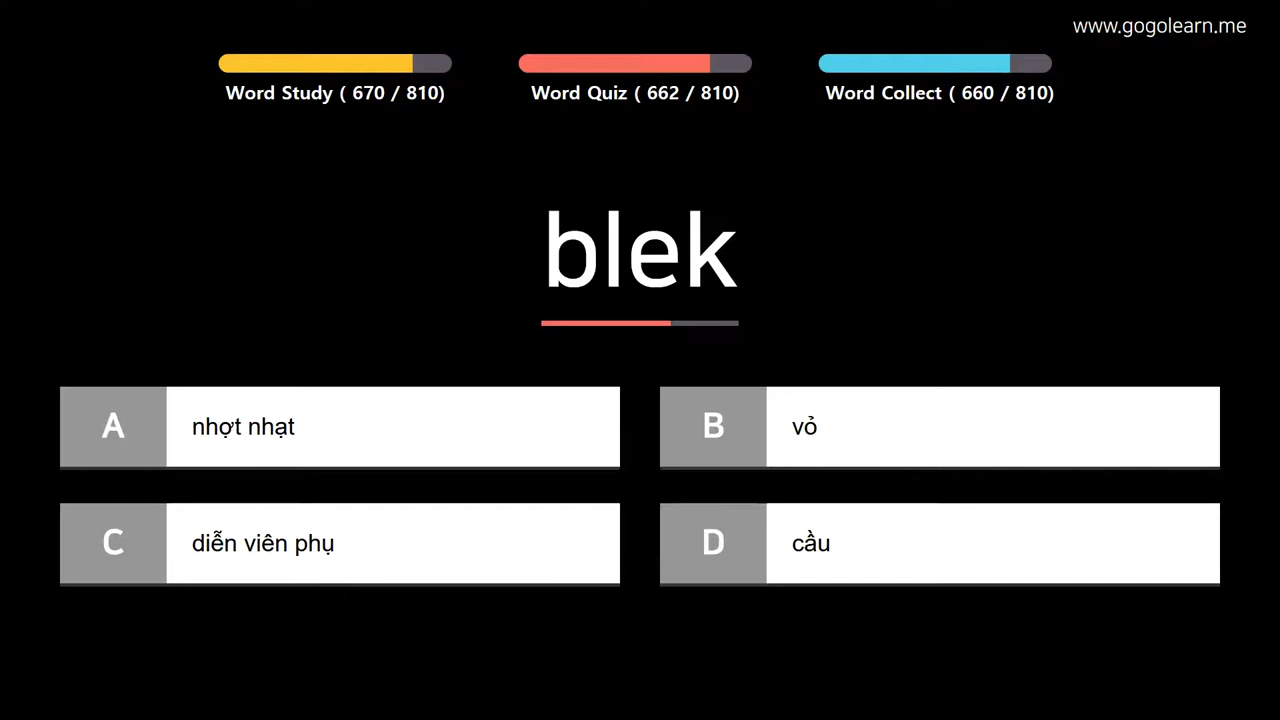 www.gogolearn.me
Word Study ( 670 / 810)
Word Quiz ( 662 / 810)
Word Collect ( 660 / 810)
blek
A nhợt nhạt
B vỏ
C diễn viên phụ
D cầu